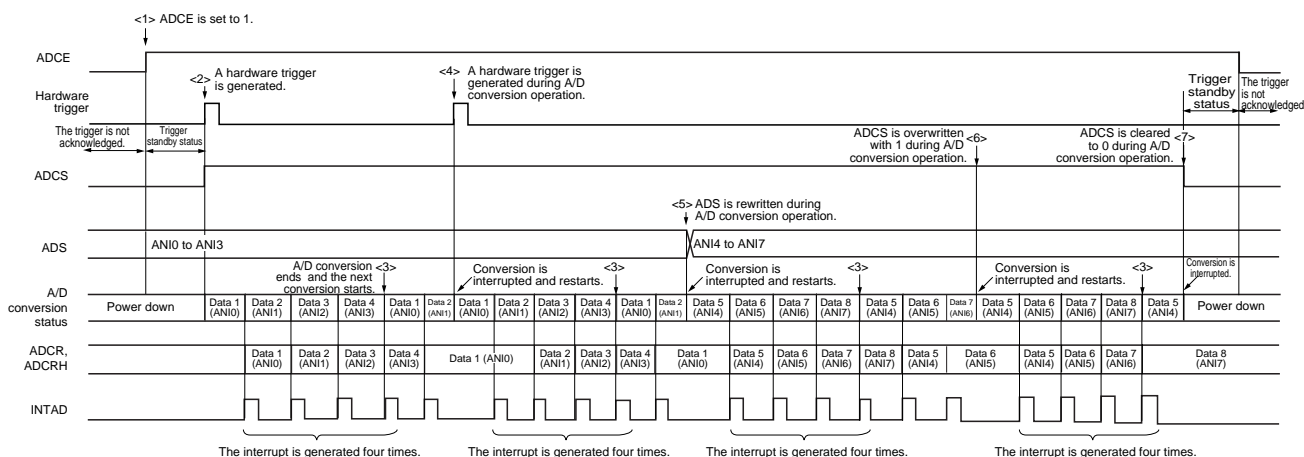 <1> ADCE is set to 1.
ADCE
<2> A hardware trigger
is generated.
<4> A hardware trigger is
generated during A/D
conversion operation.
Trigger
standby
status
The trigger
is not
acknowledged.
Hardware
trigger
The trigger is not
acknowledged.
Trigger
standby status
ADCS is overwritten
with 1 during A/D
conversion operation.
<6>
ADCS is cleared
to 0 during A/D
conversion operation.
<7>
ADCS
<5> ADS is rewritten during
A/D conversion operation.
ADS
ANI0 to ANI3
ANI4 to ANI7
A/D conversion
ends and the next
conversion starts.
<3>
Conversion is
interrupted and restarts.
<3>
Conversion is
interrupted and restarts.
<3>
Conversion is
interrupted and restarts.
<3>
Conversion is
interrupted.
A/D
conversion
status
Power down
Data 1 Data 2 Data 3 Data 4 Data 1 Data 2 Data 1 Data 2 Data 3 Data 4 Data 1 Data 2 Data 5 Data 6 Data 7 Data 8 Data 5 Data 6 Data 7 Data 5 Data 6 Data 7 Data 8 Data 5
(ANI0) (ANI1) (ANI2) (ANI3) (ANI0) (ANI1) (ANI0) (ANI1) (ANI2) (ANI3) (ANI0) (ANI1) (ANI4) (ANI5) (ANI6) (ANI7) (ANI4) (ANI5) (ANI6) (ANI4) (ANI5) (ANI6) (ANI7) (ANI4)
Power down
ADCR,
ADCRH
Data 1 Data 2 Data 3 Data 4 Data 1 (ANI0) Data 2 Data 3 Data 4 Data 1 Data 5 Data 6 Data 7 Data 8 Data 5 Data 6 Data 5 Data 6 Data 7 Data 8
(ANI0) (ANI1) (ANI2) (ANI3) (ANI1) (ANI2) (ANI3) (ANI0) (ANI4) (ANI5) (ANI6) (ANI7) (ANI4) (ANI5) (ANI4) (ANI5) (ANI6) (ANI7)
INTAD
The interrupt is generated four times. The interrupt is generated four times. The interrupt is generated four times. The interrupt is generated four times.